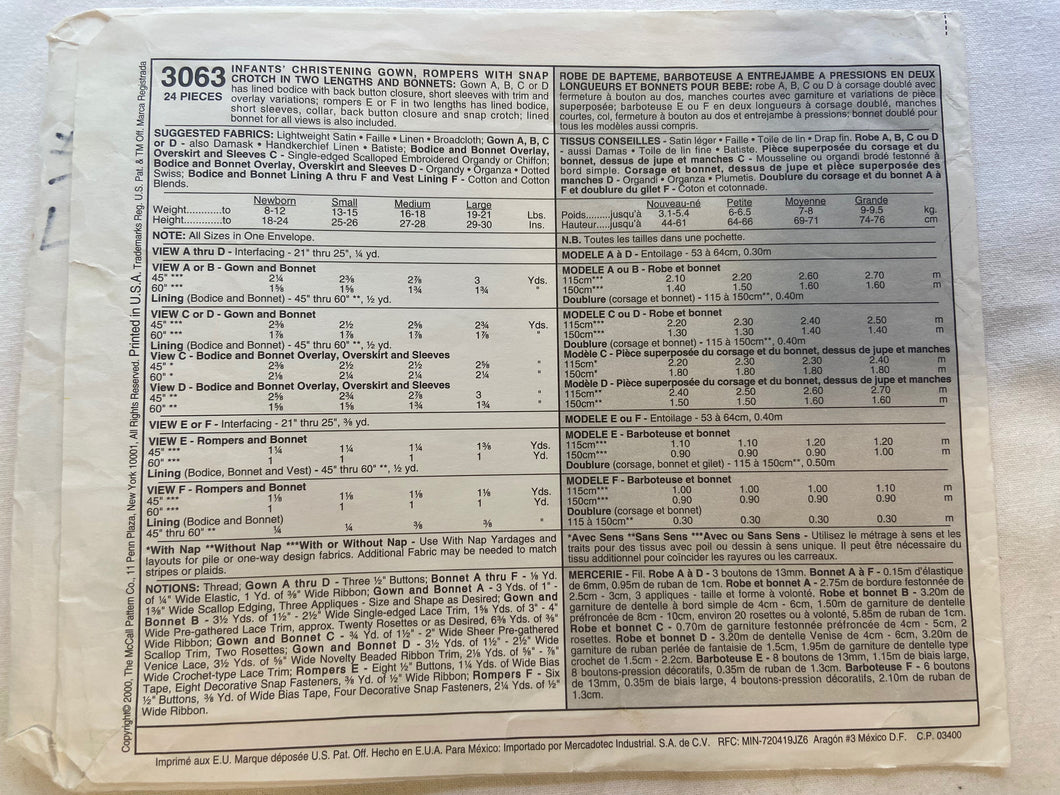 3063
24 PIECES
INFANTS' CHRISTENING GOWN, ROMPERS WITH SNAP
CROTCH IN TWO LENGTHS AND BONNETS: Gown A, B, C or D
has lined bodice with back button closure, short sleeves with trim and
overlay variations; rompers E or F in two lengths has lined bodice,
short sleeves, collar, back button closure and snap crotch; lined
bonnet for all views is also included.
SUGGESTED FABRICS: Lightweight Satin • Faille • Linen • Broadcloth; Gown A, B, C
or D - also Damask • Handkerchief Linen • Batiste; Bodice and Bonnet Overlay,
Overskirt and Sleeves C - Single-edged Scalloped Embroidered Organdy or Chiffon;
Bodice and Bonnet Overlay, Overskirt and Sleeves D - Organdy • Organza • Dotted
Swiss; Bodice and Bonnet Lining A thru F and Vest Lining F - Cotton and Cotton
Blends.
Newborn Small Medium Large
Weight............to 8-12 13-15 16-18 19-21 Lbs.
Height.............to 18-24 25-26 27-28 29-30 Ins.
NOTE: All Sizes in One Envelope.
VIEW A thru D - Interfacing - 21" thru 25", ¼ yd.
VIEW A or B - Gown and Bonnet
45" *** 2¼ 2⅜ 2⅞ 3 Yds.
60" *** 1⅝ 1⅝ 1¾ 1¾ "
Lining (Bodice and Bonnet) - 45" thru 60" **, ½ yd.
VIEW C or D - Gown and Bonnet
45" *** 2⅜ 2½ 2⅝ 2¾ Yds.
60" *** 1⅞ 1⅞ 1⅞ 1⅞ "
Lining (Bodice and Bonnet) - 45" thru 60" **, ½ yd.
View C - Bodice and Bonnet Overlay, Overskirt and Sleeves
45" * 2⅜ 2½ 2½ 2⅝ "
60" * 2⅛ 2¼ 2¼ 2¼ "
View D - Bodice and Bonnet Overlay, Overskirt and Sleeves
45" ** 2⅝ 2¾ 2⅞ 3 "
60" ** 1⅝ 1⅝ 1¾ 1¾ "
VIEW E or F - Interfacing - 21" thru 25", ⅜ yd.
VIEW E - Rompers and Bonnet
45" *** 1¼ 1¼ 1¼ 1⅜ Yds.
60" *** 1 1 1 1 Yd.
Lining (Bodice, Bonnet and Vest) - 45" thru 60" **, ½ yd.
VIEW F - Rompers and Bonnet
45" *** 1⅛ 1⅛ 1⅛ 1⅛ Yds.
60" *** 1 1 1 1 Yd.
Lining (Bodice and Bonnet)
45" thru 60" ** ¼ ¼ ⅜ ⅜ "
*With Nap **Without Nap ***With or Without Nap - Use With Nap Yardages and
layouts for pile or one-way design fabrics. Additional Fabric may be needed to match
stripes or plaids.
NOTIONS: Thread; Gown A thru D - Three ½" Buttons; Bonnet A thru F - ⅛ Yd.
of ¼" Wide Elastic, 1 Yd. of ⅜" Wide Ribbon; Gown and Bonnet A - 3 Yds. of 1" -
1⅜" Wide Scallop Edging, Three Appliques - Size and Shape as Desired; Gown and
Bonnet B - 3½ Yds. of 1½" - 2½" Wide Single-edged Lace Trim, 1⅝ Yds. of 3" - 4"
Wide Pre-gathered Lace Trim, approx. Twenty Rosettes or as Desired, 6⅜ Yds. of ⅜"
Wide Ribbon; Gown and Bonnet C - ¾ Yd. of 1½" - 2" Wide Sheer Pre-gathered
Scallop Trim, Two Rosettes; Gown and Bonnet D - 3½ Yds. of 1½" - 2½" Wide
Venice Lace, 3½ Yds. of ⅝" Wide Novelty Beaded Ribbon Trim, 2⅛ Yds. of ⅝" - ⅞"
Wide Crochet-type Lace Trim; Rompers E - Eight ½" Buttons, 1¼ Yds. of Wide Bias
Tape, Eight Decorative Snap Fasteners, ⅜ Yd. of ½" Wide Ribbon; Rompers F - Six
½" Buttons, ⅜ Yd. of Wide Bias Tape, Four Decorative Snap Fasteners, 2¼ Yds. of ½"
Wide Ribbon.
ROBE DE BAPTEME, BARBOTEUSE A ENTREJAMBE A PRESSIONS EN DEUX
LONGUEURS ET BONNETS POUR BEBE: robe A, B, C ou D à corsage doublé avec
fermeture à bouton au dos, manches courtes avec garniture et variations de pièce
superposée; barboteuse E ou F en deux longueurs à corsage doublé, manches
courtes, col, fermeture à bouton au dos et entrejambe à pressions; bonnet doublé pour
tous les modèles aussi compris.
TISSUS CONSEILLES - Satin léger • Faille • Toile de lin • Drap fin. Robe A, B, C ou D
- aussi Damas • Toile de lin fine • Batiste. Pièce superposée du corsage et du
bonnet, dessus de jupe et manches C - Mousseline ou organdi brodé festonné à
bord simple. Corsage et bonnet, dessus de jupe et pièce superposée des
manches D - Organdi • Organza • Plumetis. Doublure du corsage et du bonnet A à
F et doublure du gilet F - Coton et cotonnade.
Nouveau-né Petite Moyenne Grande
Poids.........jusqu'à 3.1-5.4 6-6.5 7-8 9-9.5 kg.
Hauteur.....jusqu'à 44-61 64-66 69-71 74-76 cm
N.B. Toutes les tailles dans une pochette.
MODELE A à D - Entoilage - 53 à 64cm, 0.30m
MODELE A ou B - Robe et bonnet
115cm*** 2.10 2.20 2.60 2.70 m
150cm*** 1.40 1.50 1.60 1.60 m
Doublure (corsage et bonnet) - 115 à 150cm**, 0.40m
MODELE C ou D - Robe et bonnet
115cm*** 2.20 2.30 2.40 2.50 m
150cm*** 1.30 1.30 1.40 1.40 m
Doublure (corsage et bonnet) - 115 à 150cm**, 0.40m
Modèle C - Pièce superposée du corsage et du bonnet, dessus de jupe et manches
115cm* 2.20 2.30 2.30 2.40 m
150cm* 1.80 1.80 1.80 1.80 m
Modèle D - Pièce superposée du corsage et du bonnet, dessus de jupe et manches
115cm** 2.40 2.50 2.60 2.70 m
150cm** 1.50 1.50 1.60 1.60 m
MODELE E ou F - Entoilage - 53 à 64cm, 0.40m
MODELE E - Barboteuse et bonnet
115cm*** 1.10 1.10 1.20 1.20 m
150cm*** 0.90 0.90 0.90 1.00 m
Doublure (corsage, bonnet et gilet) - 115 à 150cm**, 0.50m
MODELE F - Barboteuse et bonnet
115cm*** 1.00 1.00 1.00 1.10 m
150cm*** 0.90 0.90 0.90 0.90 m
Doublure (corsage et bonnet)
115 à 150cm** 0.30 0.30 0.30 0.30 m
*Avec Sens **Sans Sens ***Avec ou Sans Sens - Utilisez le métrage à sens et les
traits pour des tissus avec poil ou dessin à sens unique. Il peut être nécessaire du
tissu additionnel pour coïncider les rayures ou les carreaux.
MERCERIE - Fil. Robe A à D - 3 boutons de 13mm. Bonnet A à F - 0.15m d'élastique
de 6mm, 0.95m de ruban de 1cm. Robe et bonnet A - 2.75m de bordure festonnée de
2.5cm - 3cm, 3 appliques - taille et forme à volonté. Robe et bonnet B - 3.20m de
garniture de dentelle à bord simple de 4cm - 6cm, 1.50m de garniture de dentelle
préfroncée de 8cm - 10cm, environ 20 rosettes ou à volonté, 5.85m de ruban de 1cm.
Robe et bonnet C - 0.70m de garniture festonnée préfroncée de 4cm - 5cm, 2
rosettes. Robe et bonnet D - 3.20m de dentelle Venise de 4cm - 6cm, 3.20m de
garniture de ruban perlée de fantaisie de 1.5cm, 1.95m de garniture de dentelle type
crochet de 1.5cm - 2.2cm. Barboteuse E - 8 boutons de 13mm, 1.15m de biais large,
8 boutons-pression décoratifs, 0.35m de ruban de 1.3cm. Barboteuse F - 6 boutons
de 13mm, 0.35m de biais large, 4 boutons-pression décoratifs, 2.10m de ruban de
1.3cm.
Imprimé aux E.U. Marque déposée U.S. Pat. Off. Hecho en E.U.A. Para México: Importado por Mercadotec Industrial. S.A. de C.V. RFC: MIN-720419JZ6 Aragón #3 México D.F. C.P. 03400
Copyright© 2000, The McCall Pattern Co., 11 Penn Plaza, New York 10001, All Rights Reserved, Printed in U.S.A. Trademarks Reg. U.S. Pat. & TM Off. Marca Registrada